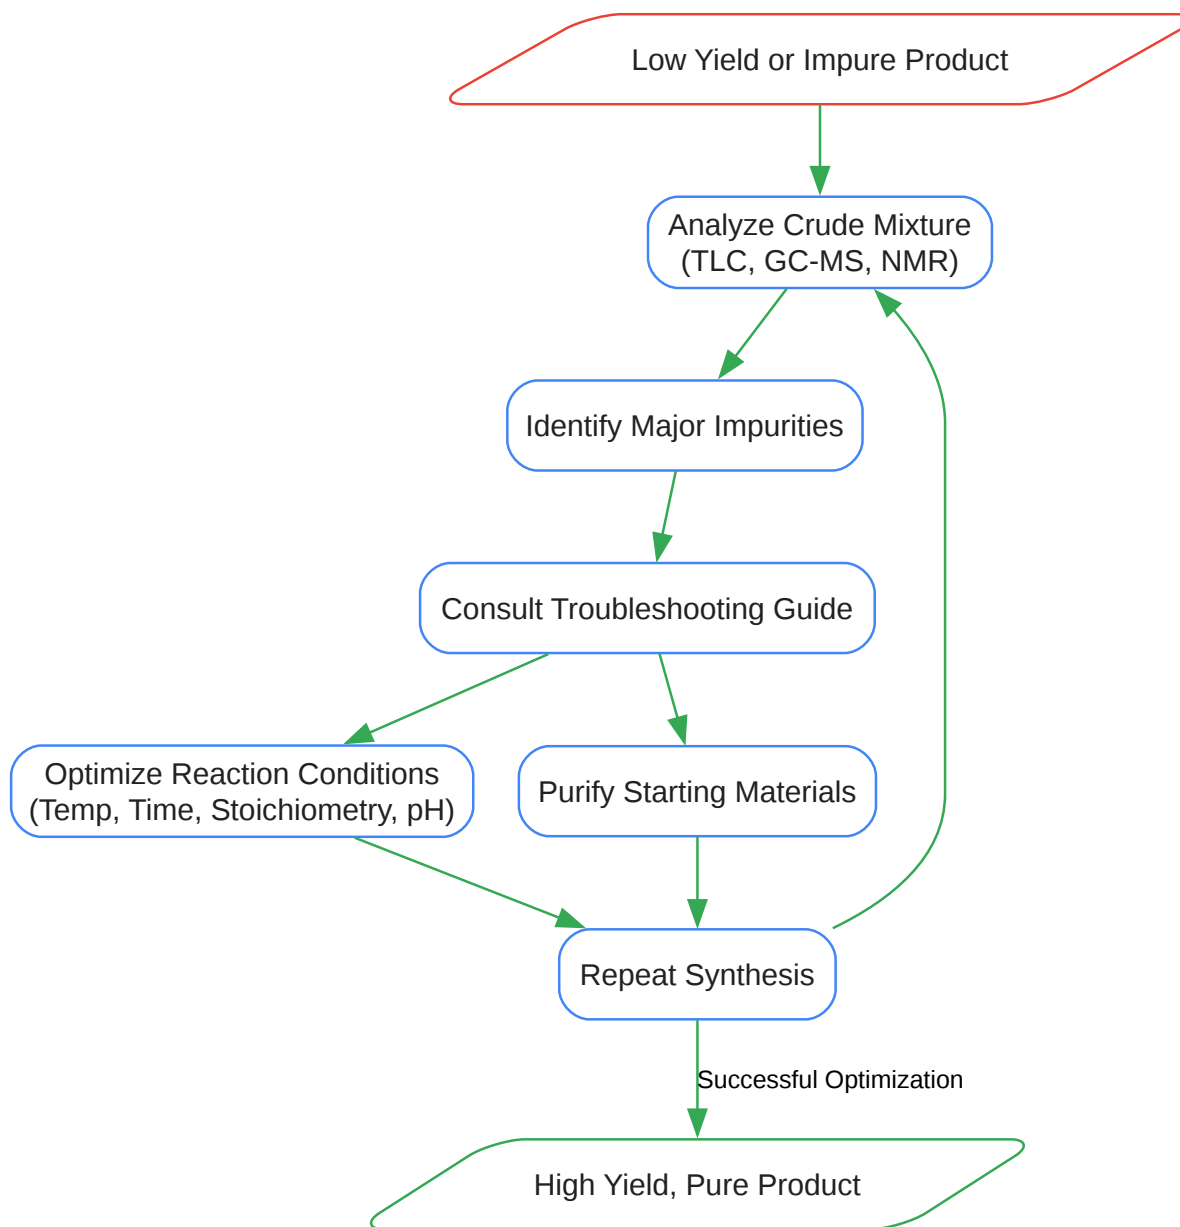 Low Yield or Impure Product
Analyze Crude Mixture
(TLC, GC-MS, NMR)
Identify Major Impurities
Consult Troubleshooting Guide
Optimize Reaction Conditions
(Temp, Time, Stoichiometry, pH)
Purify Starting Materials
Repeat Synthesis
Successful Optimization
High Yield, Pure Product